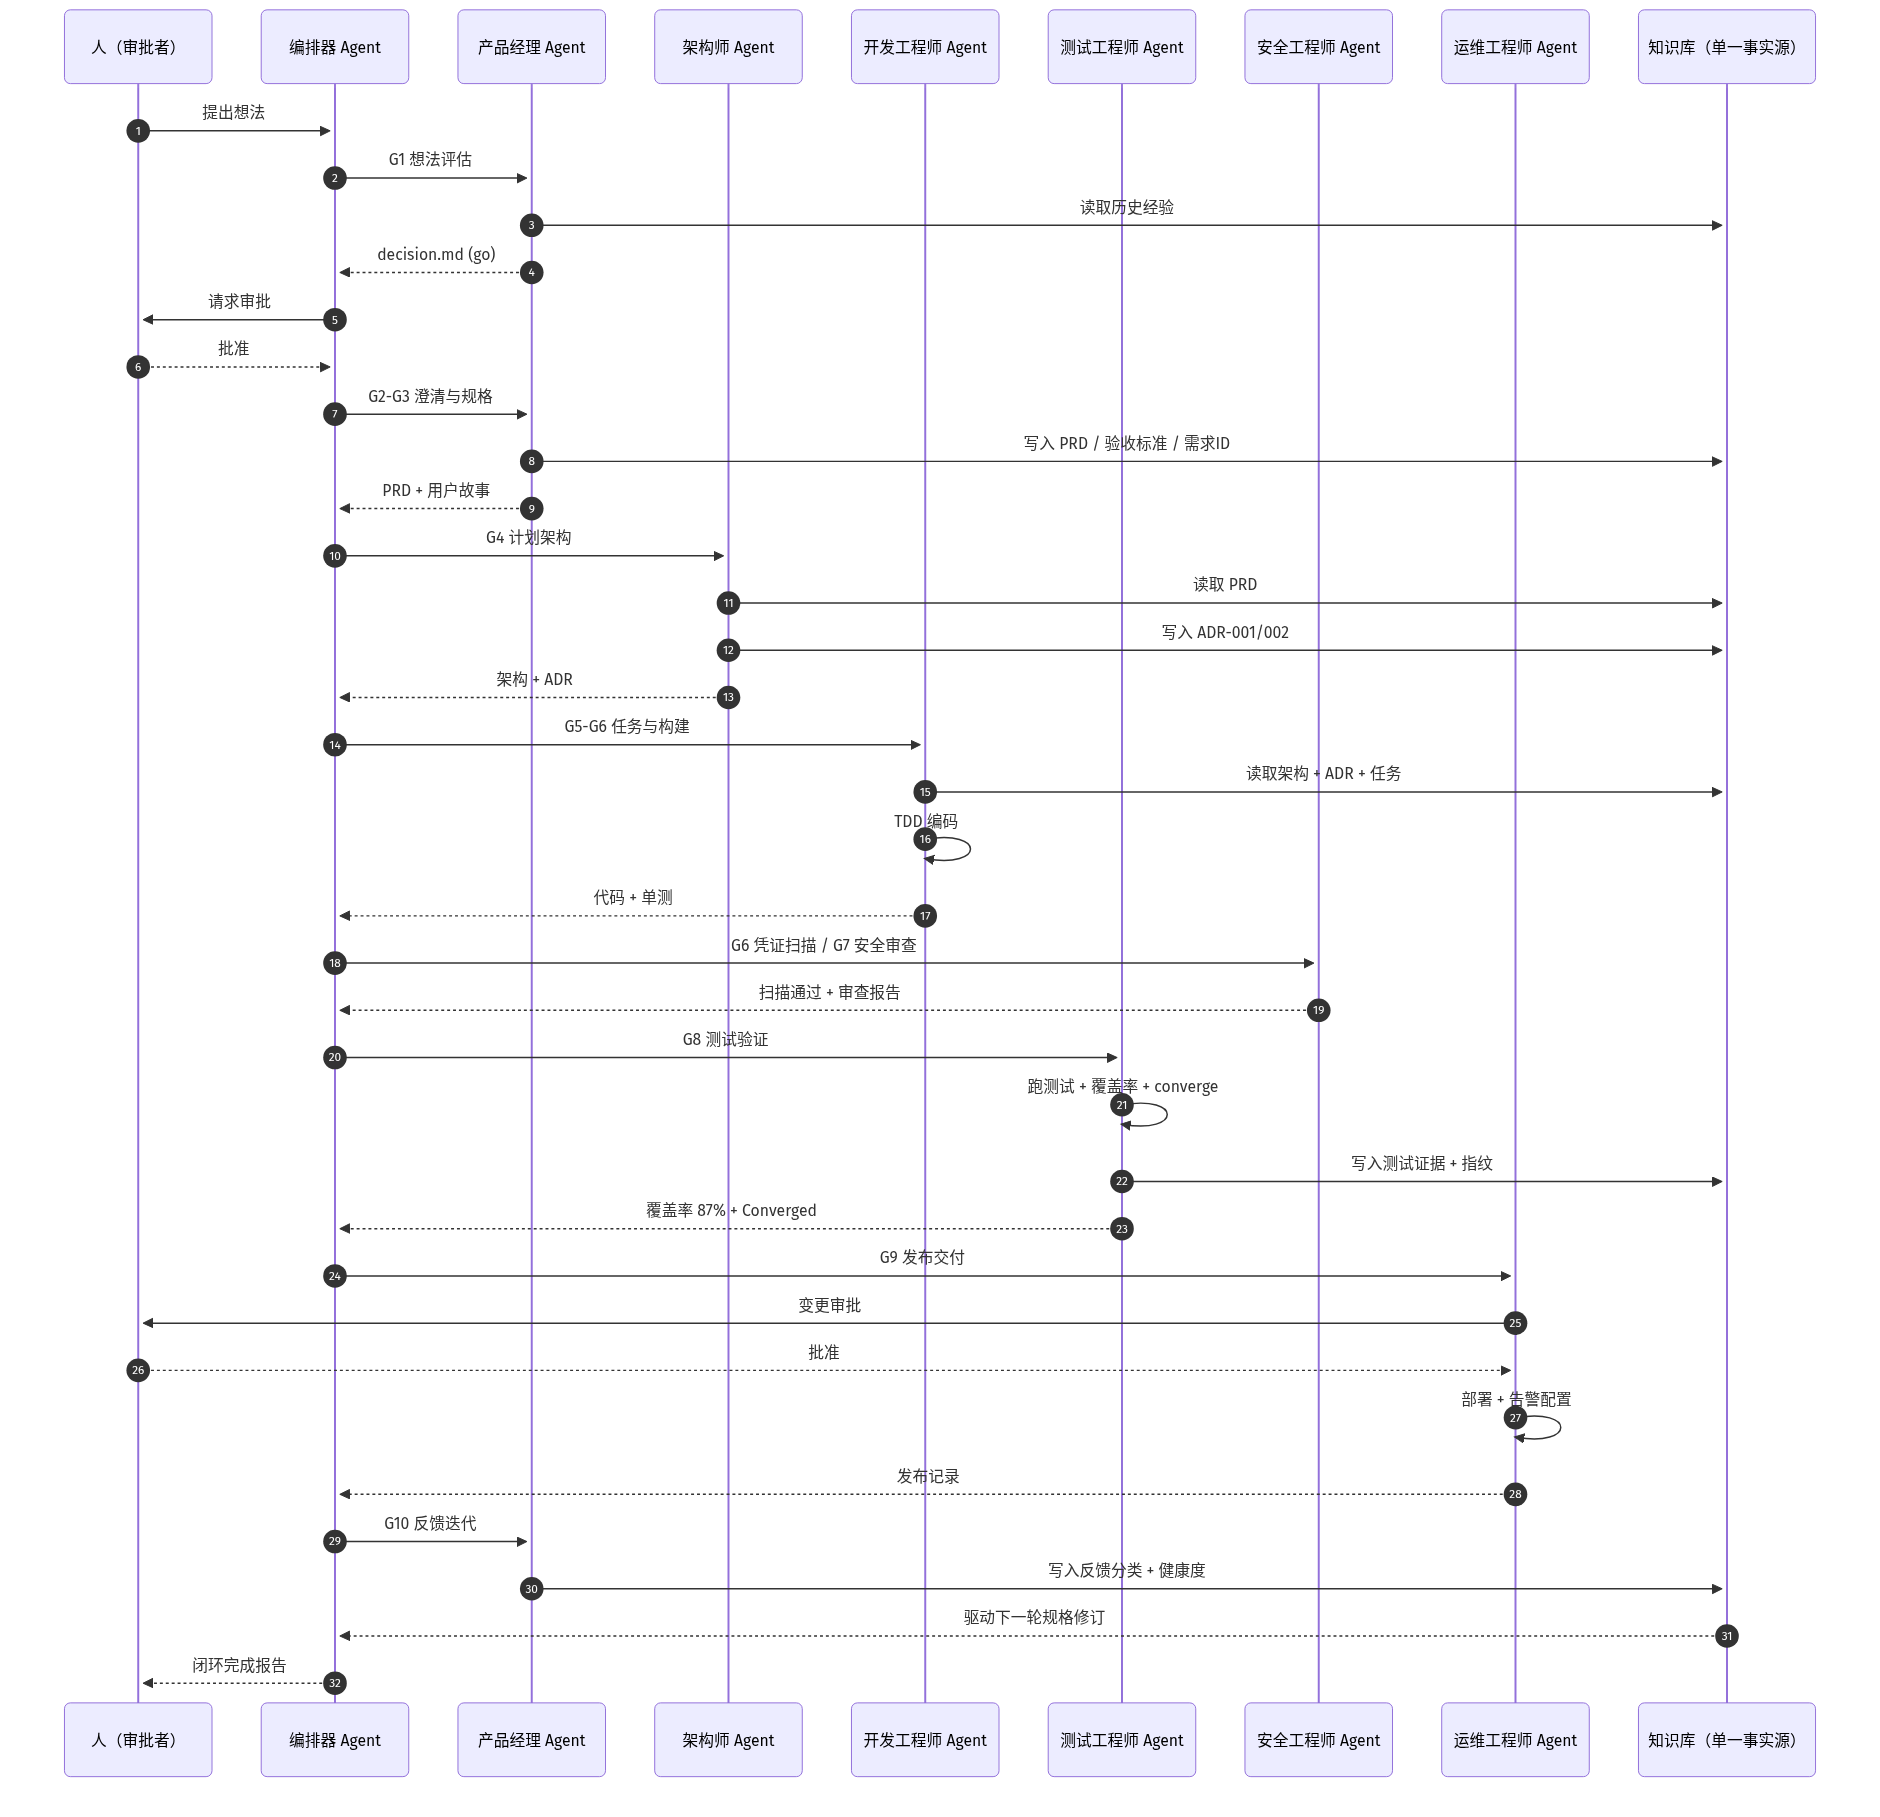 人（审批者）
编排器 Agent
产品经理 Agent
架构师 Agent
开发工程师 Agent
测试工程师 Agent
安全工程师 Agent
运维工程师 Agent
知识库（单一事实源）
提出想法
1
G1 想法评估
2
读取历史经验
3
decision.md (go)
4
请求审批
5
批准
6
G2-G3 澄清与规格
7
写入 PRD / 验收标准 / 需求ID
8
PRD + 用户故事
9
G4 计划架构
10
读取 PRD
11
写入 ADR-001/002
12
架构 + ADR
13
G5-G6 任务与构建
14
读取架构 + ADR + 任务
15
TDD 编码
16
代码 + 单测
17
G6 凭证扫描 / G7 安全审查
18
扫描通过 + 审查报告
19
G8 测试验证
20
跑测试 + 覆盖率 + converge
21
写入测试证据 + 指纹
22
覆盖率 87% + Converged
23
G9 发布交付
24
变更审批
25
批准
26
部署 + 告警配置
27
发布记录
28
G10 反馈迭代
29
写入反馈分类 + 健康度
30
驱动下一轮规格修订
31
闭环完成报告
32
人（审批者）
编排器 Agent
产品经理 Agent
架构师 Agent
开发工程师 Agent
测试工程师 Agent
安全工程师 Agent
运维工程师 Agent
知识库（单一事实源）